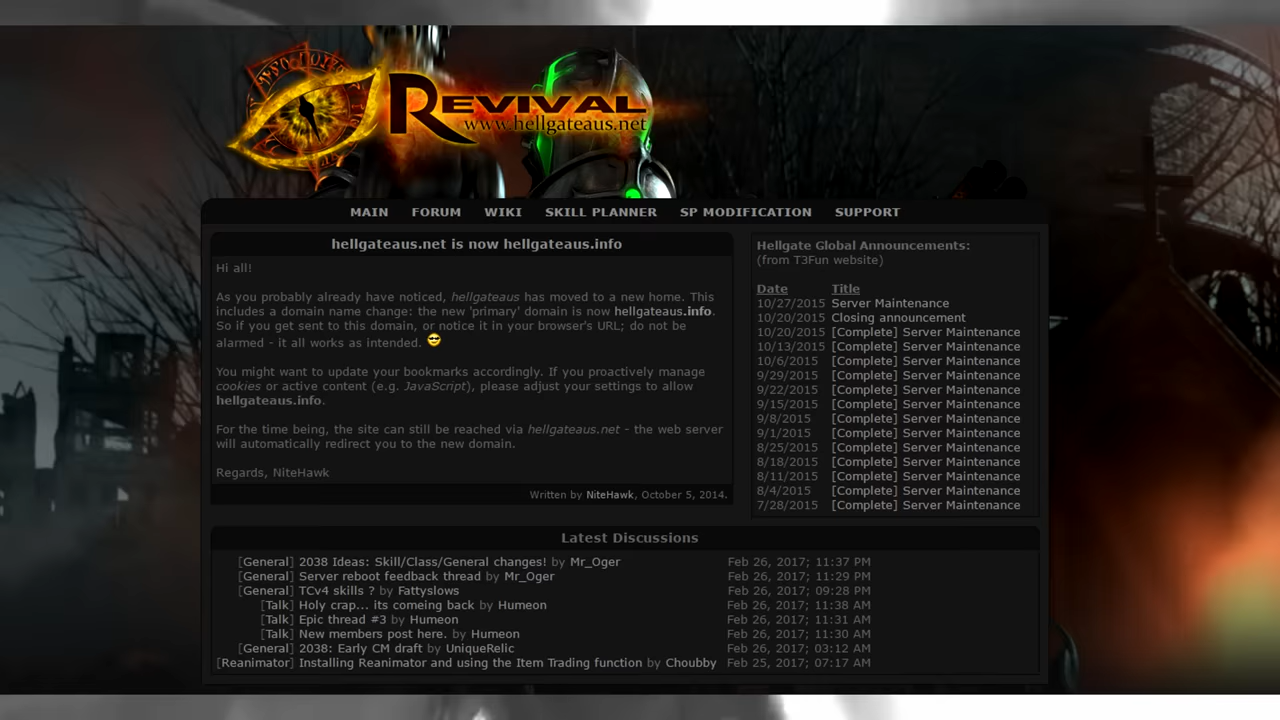 REVIVAL
www.hellgateaus.net
MAIN FORUM WIKI SKILL PLANNER SP MODIFICATION SUPPORT
hellgateaus.net is now hellgateaus.info
Hi all!
As you probably already have noticed, hellgateaus has moved to a new home. This
includes a domain name change: the new 'primary' domain is now hellgateaus.info.
So if you get sent to this domain, or notice it in your browser's URL; do not be
alarmed - it all works as intended.
You might want to update your bookmarks accordingly. If you proactively manage
cookies or active content (e.g. JavaScript), please adjust your settings to allow
hellgateaus.info.
For the time being, the site can still be reached via hellgateaus.net - the web server
will automatically redirect you to the new domain.
Regards, NiteHawk
Written by NiteHawk, October 5, 2014.
Hellgate Global Announcements:
(from T3Fun website)
Date Title
10/27/2015 Server Maintenance
10/20/2015 Closing announcement
10/20/2015 [Complete] Server Maintenance
10/13/2015 [Complete] Server Maintenance
10/6/2015 [Complete] Server Maintenance
9/29/2015 [Complete] Server Maintenance
9/22/2015 [Complete] Server Maintenance
9/15/2015 [Complete] Server Maintenance
9/8/2015 [Complete] Server Maintenance
9/1/2015 [Complete] Server Maintenance
8/25/2015 [Complete] Server Maintenance
8/18/2015 [Complete] Server Maintenance
8/11/2015 [Complete] Server Maintenance
8/4/2015 [Complete] Server Maintenance
7/28/2015 [Complete] Server Maintenance
Latest Discussions
[General] 2038 Ideas: Skill/Class/General changes! by Mr_Oger Feb 26, 2017; 11:37 PM
[General] Server reboot feedback thread by Mr_Oger Feb 26, 2017; 11:29 PM
[General] TCv4 skills ? by Fattyslows Feb 26, 2017; 09:28 PM
[Talk] Holy crap... its comeing back by Humeon Feb 26, 2017; 11:38 AM
[Talk] Epic thread #3 by Humeon Feb 26, 2017; 11:31 AM
[Talk] New members post here. by Humeon Feb 26, 2017; 11:30 AM
[General] 2038: Early CM draft by UniqueRelic Feb 26, 2017; 03:12 AM
[Reanimator] Installing Reanimator and using the Item Trading function by Choubby Feb 25, 2017; 07:17 AM